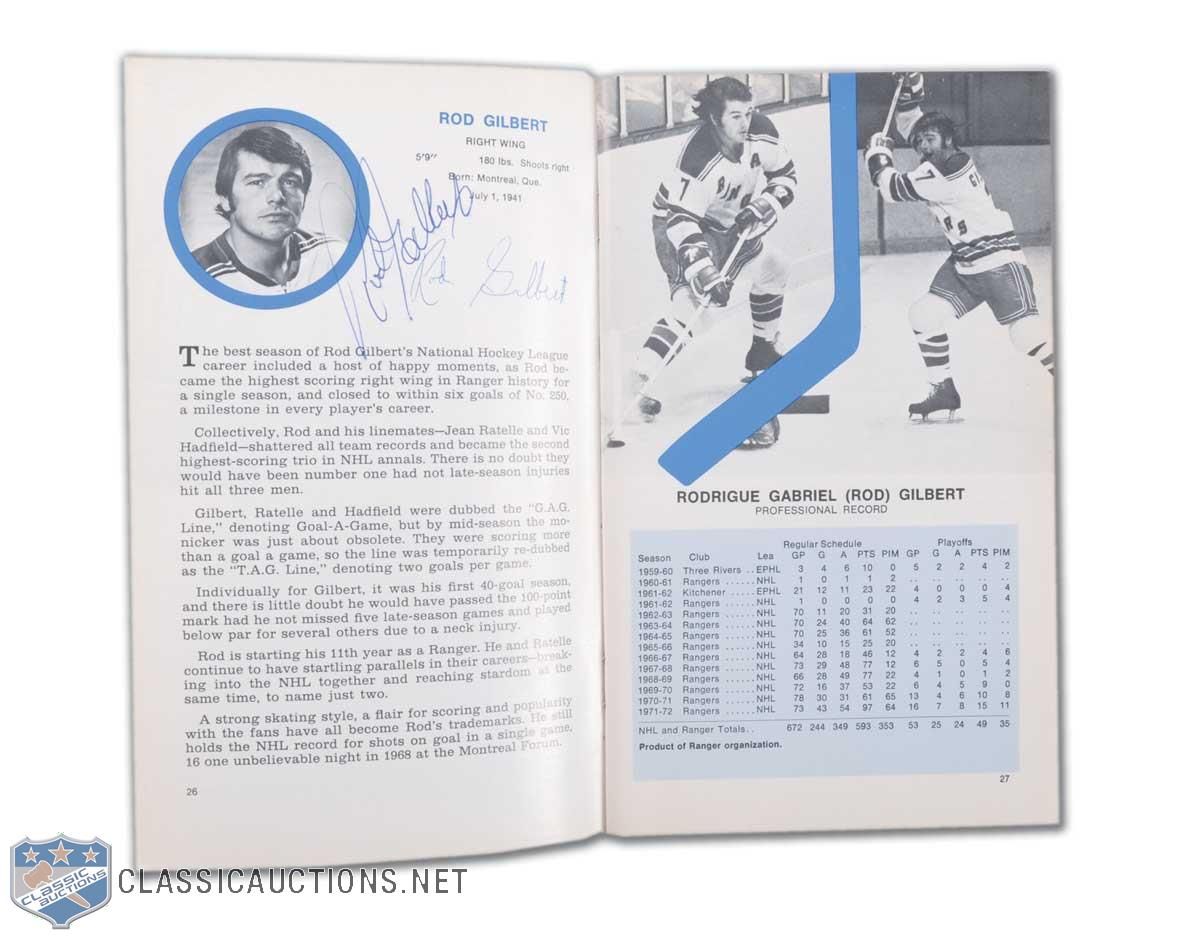 ROD GILBERT
RIGHT WING
5'9" 180 lbs. Shoots right
Born: Montreal, Que.
July 1, 1941
Rod Gilbert
Rod Gilbert
The best season of Rod Gilbert's National Hockey League
career included a host of happy moments, as Rod be-
came the highest scoring right wing in Ranger history for
a single season, and closed to within six goals of No. 250,
a milestone in every player's career.
Collectively, Rod and his linemates—Jean Ratelle and Vic
Hadfield—shattered all team records and became the second
highest-scoring trio in NHL annals. There is no doubt they
would have been number one had not late-season injuries
hit all three men.
Gilbert, Ratelle and Hadfield were dubbed the "G.A.G.
Line," denoting Goal-A-Game, but by mid-season the mo-
nicker was just about obsolete. They were scoring more
than a goal a game, so the line was temporarily re-dubbed
as the "T.A.G. Line," denoting two goals per game.
Individually for Gilbert, it was his first 40-goal season,
and there is little doubt he would have passed the 100-point
mark had he not missed five late-season games and played
below par for several others due to a neck injury.
Rod is starting his 11th year as a Ranger. He and Ratelle
continue to have startling parallels in their careers—break-
ing into the NHL together and reaching stardom at the
same time, to name just two.
A strong skating style, a flair for scoring and popularity
with the fans have all become Rod's trademarks. He still
holds the NHL record for shots on goal in a single game,
16 one unbelievable night in 1968 at the Montreal Forum.
26
7
RODRIGUE GABRIEL (ROD) GILBERT
PROFESSIONAL RECORD
Regular Schedule Playoffs
Season Club Lea GP G A PTS PIM GP G A PTS PIM
1959-60 Three Rivers .. EPHL 3 4 6 10 0 5 2 2 4 2
1960-61 Rangers ...... NHL 1 0 1 1 2 .. .. .. .. ..
1961-62 Kitchener ..... EPHL 21 12 11 23 22 4 0 0 0 4
1961-62 Rangers ...... NHL 1 0 0 0 0 4 2 3 5 4
1962-63 Rangers ...... NHL 70 11 20 31 20 .. .. .. .. ..
1963-64 Rangers ...... NHL 70 24 40 64 62 .. .. .. .. ..
1964-65 Rangers ...... NHL 70 25 36 61 52 .. .. .. .. ..
1965-66 Rangers ...... NHL 34 10 15 25 20 .. .. .. .. ..
1966-67 Rangers ...... NHL 64 28 18 46 12 4 2 2 4 6
1967-68 Rangers ...... NHL 73 29 48 77 12 6 5 0 5 4
1968-69 Rangers ...... NHL 66 28 49 77 22 4 1 0 1 2
1969-70 Rangers ...... NHL 72 16 37 53 22 6 4 5 9 0
1970-71 Rangers ...... NHL 78 30 31 61 65 13 4 6 10 8
1971-72 Rangers ...... NHL 73 43 54 97 64 16 7 8 15 11
NHL and Ranger Totals.. 672 244 349 593 353 53 25 24 49 35
Product of Ranger organization.
27
CLASSIC
AUCTIONS
CLASSICAUCTIONS.NET